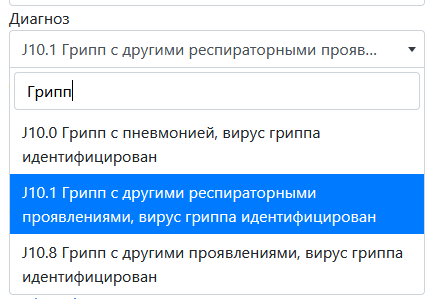 Диагноз
J10.1 Грипп с другими респираторными прояв...
Грипп
J10.0 Грипп с пневмонией, вирус гриппа
идентифицирован
J10.1 Грипп с другими респираторными
проявлениями, вирус гриппа идентифицирован
J10.8 Грипп с другими проявлениями, вирус гриппа
идентифицирован